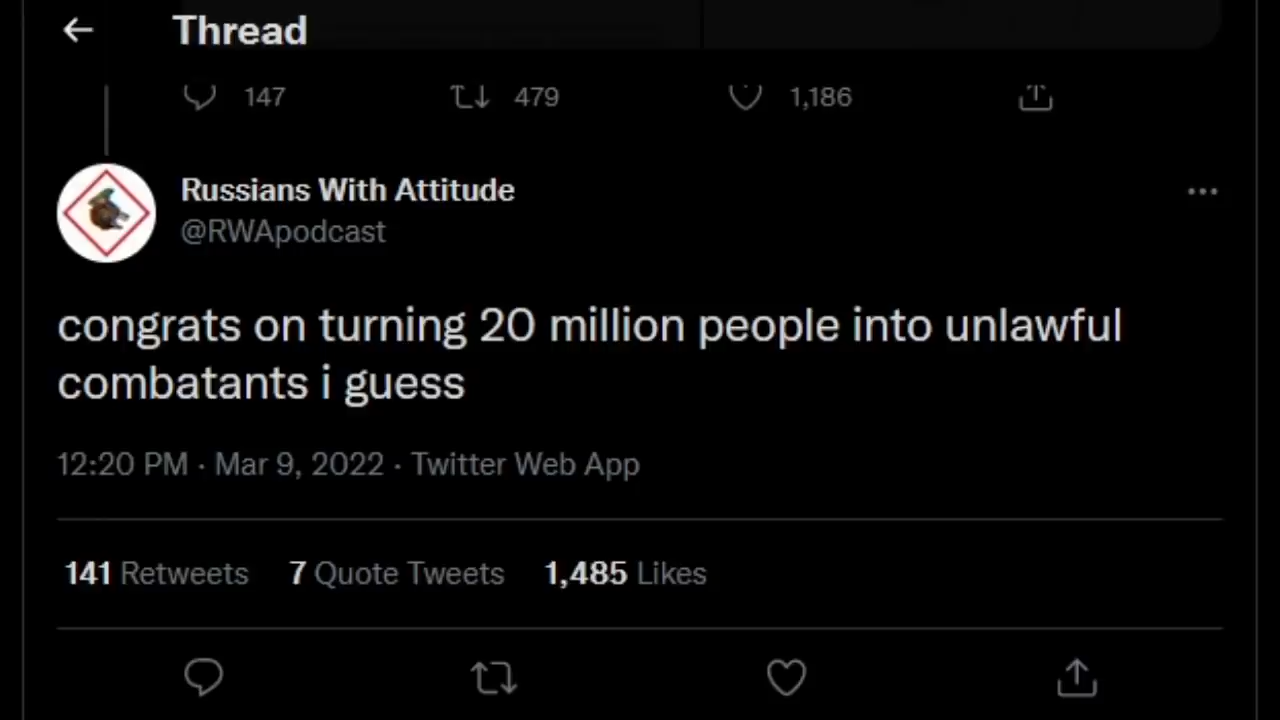 Thread
147 479 1,186
Russians With Attitude
@RWApodcast
congrats on turning 20 million people into unlawful
combatants i guess
12:20 PM · Mar 9, 2022 · Twitter Web App
141 Retweets 7 Quote Tweets 1,485 Likes